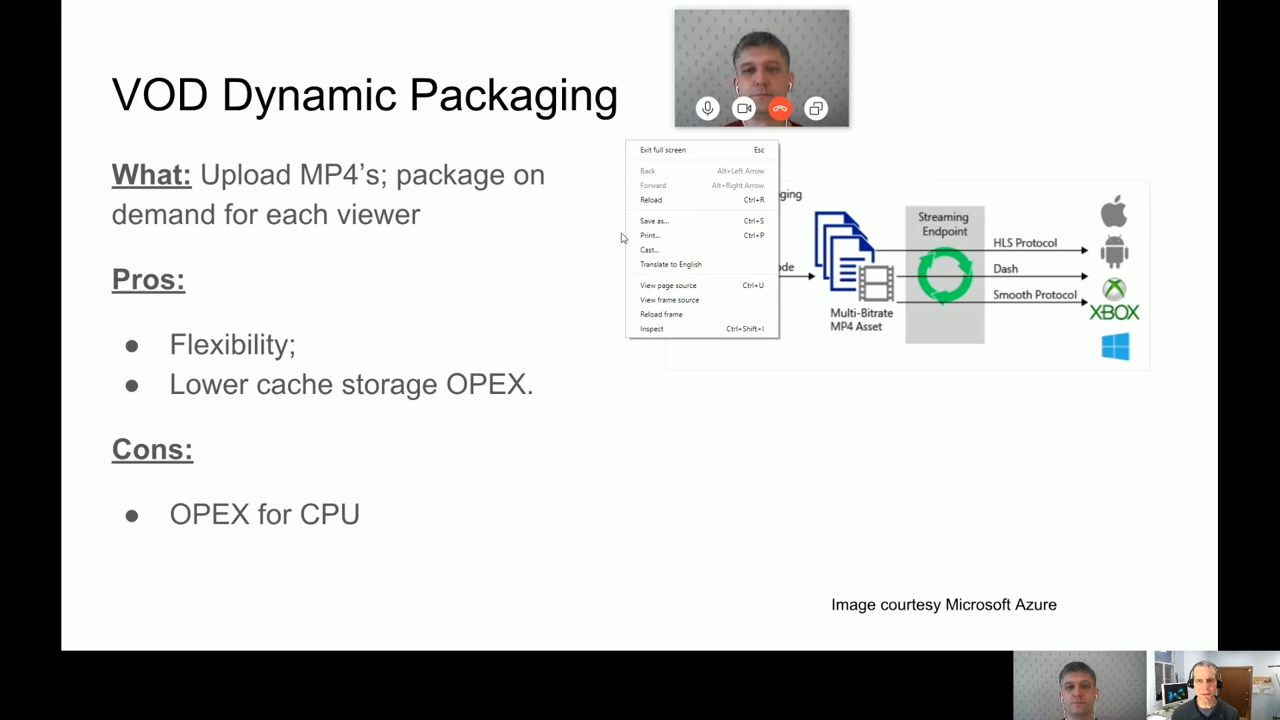 VOD Dynamic Packaging
What: Upload MP4's; package on
demand for each viewer
Pros:
● Flexibility;
● Lower cache storage OPEX.
Cons:
● OPEX for CPU
Exit full screen Esc
Back Alt+Left Arrow
Forward Alt+Right Arrow
Reload Ctrl+R
Save as... Ctrl+S
Print... Ctrl+P
Cast...
Translate to English
View page source Ctrl+U
View frame source
Reload frame
Inspect Ctrl+Shift+I
ging
de
Multi-Bitrate
MP4 Asset
Streaming
Endpoint
HLS Protocol
Dash
Smooth Protocol
XBOX
Image courtesy Microsoft Azure